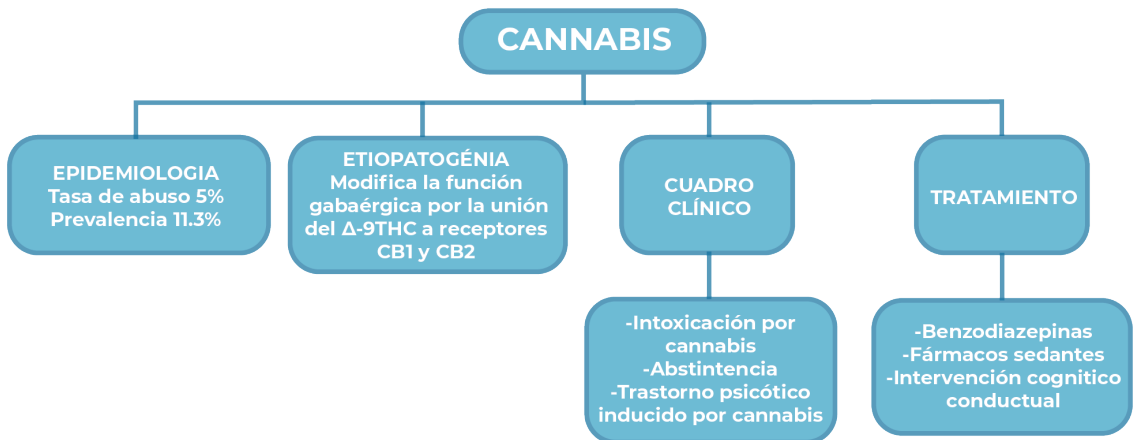 CANNABIS
EPIDEMIOLOGIA
Tasa de abuso 5%
Prevalencia 11.3%
ETIOPATOGÉNIA
Modifica la función
gabaérgica por la unión
del Δ-9THC a receptores
CB1 y CB2
CUADRO
CLÍNICO
-Intoxicación por
cannabis
-Abstintencia
-Trastorno psicótico
inducido por cannabis
TRATAMIENTO
-Benzodiazepinas
-Fármacos sedantes
-Intervención cognitico
conductual